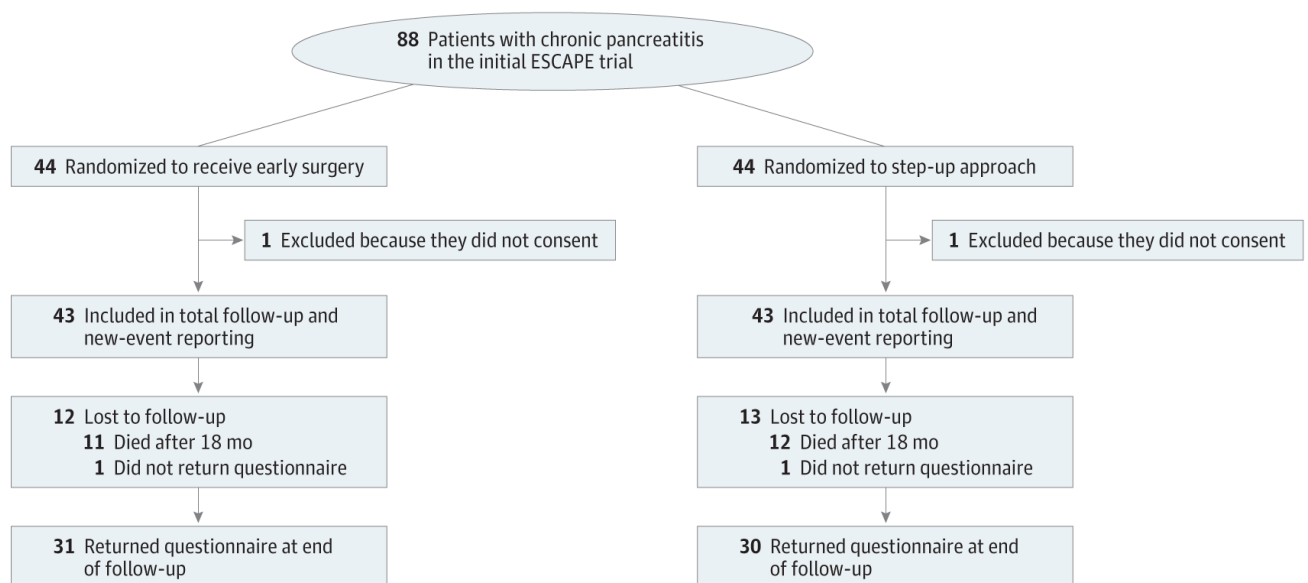 88 Patients with chronic pancreatitis
in the initial ESCAPE trial
44 Randomized to receive early surgery
44 Randomized to step-up approach
1 Excluded because they did not consent
1 Excluded because they did not consent
43 Included in total follow-up and
new-event reporting
43 Included in total follow-up and
new-event reporting
12 Lost to follow-up
11 Died after 18 mo
1 Did not return questionnaire
13 Lost to follow-up
12 Died after 18 mo
1 Did not return questionnaire
31 Returned questionnaire at end
of follow-up
30 Returned questionnaire at end
of follow-up